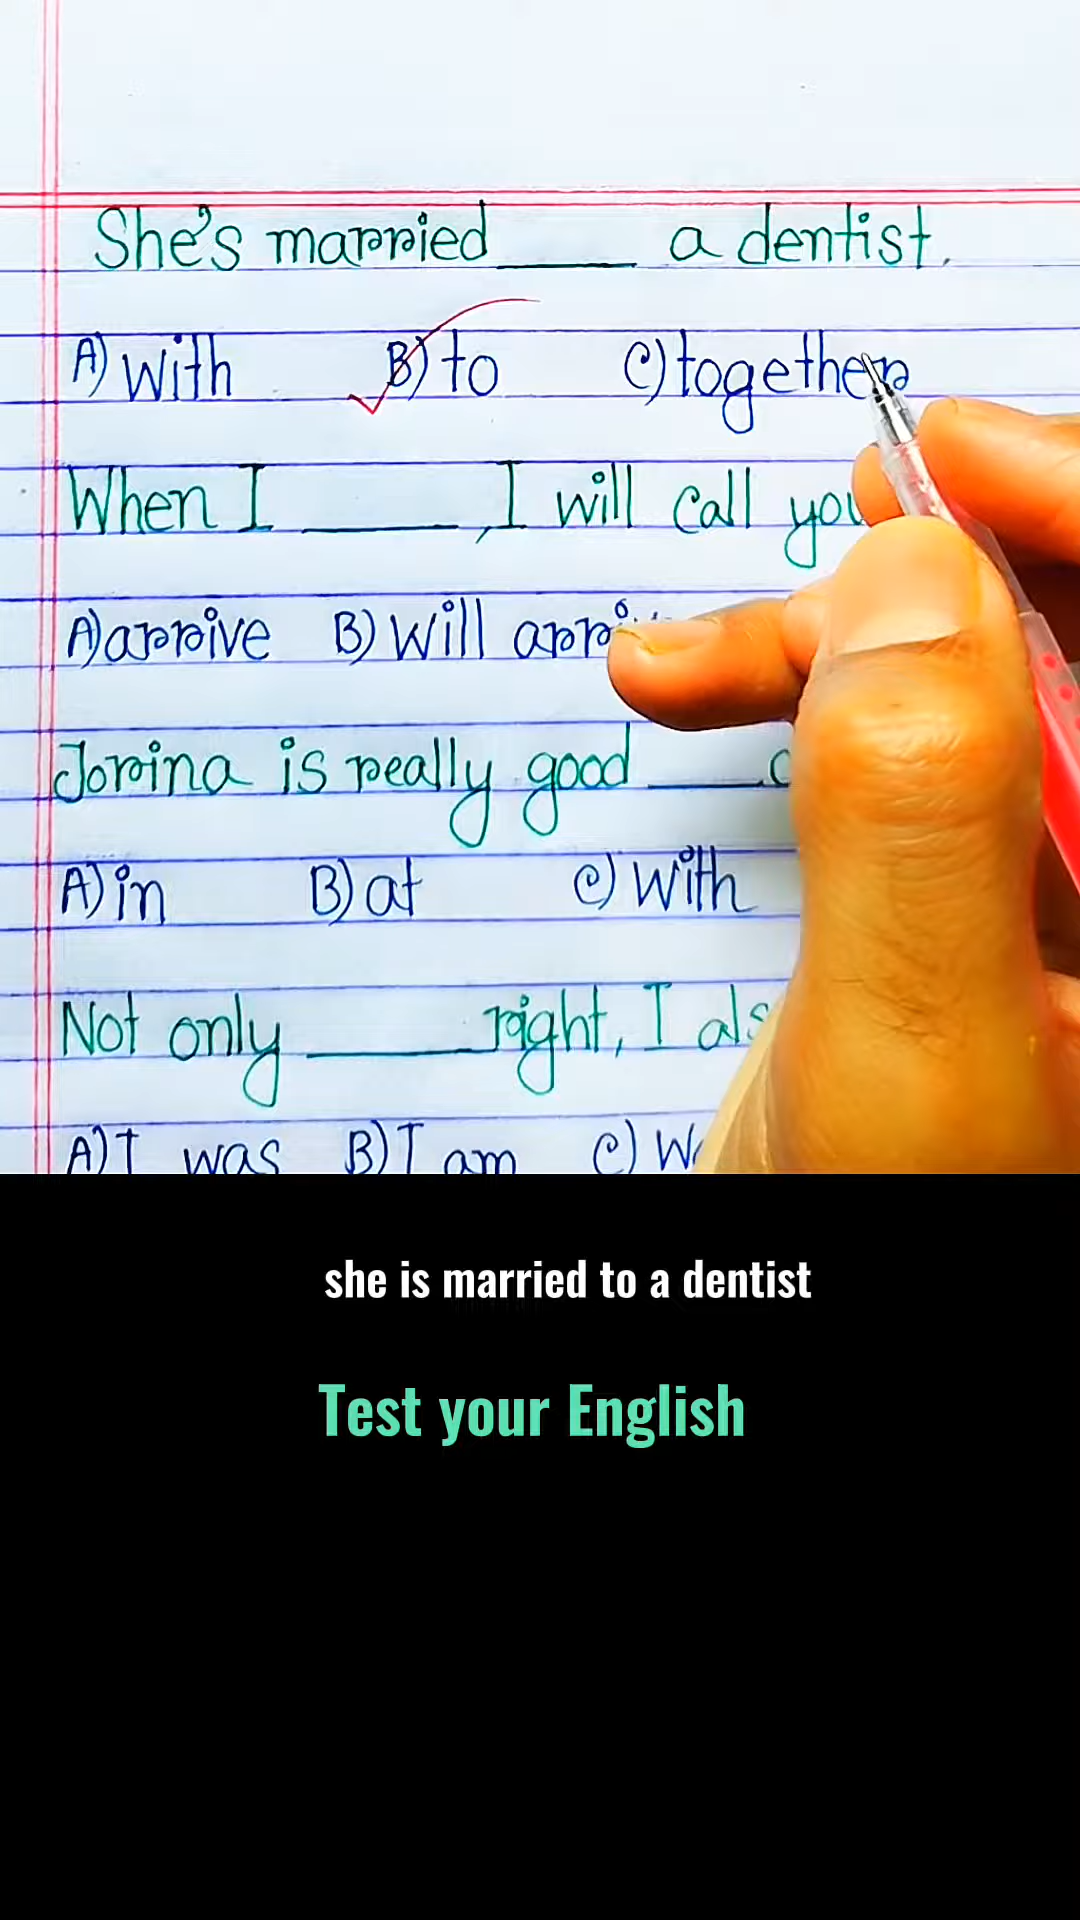 She's married ____ a dentist.
A) With B) to C) together
When I ____, I will call you
A) arrive B) Will
Jorina is really good ____
A) in B) at C) With
Not only ____ right, I
A) I was B) I am C)
she is married to a dentist
Test your English